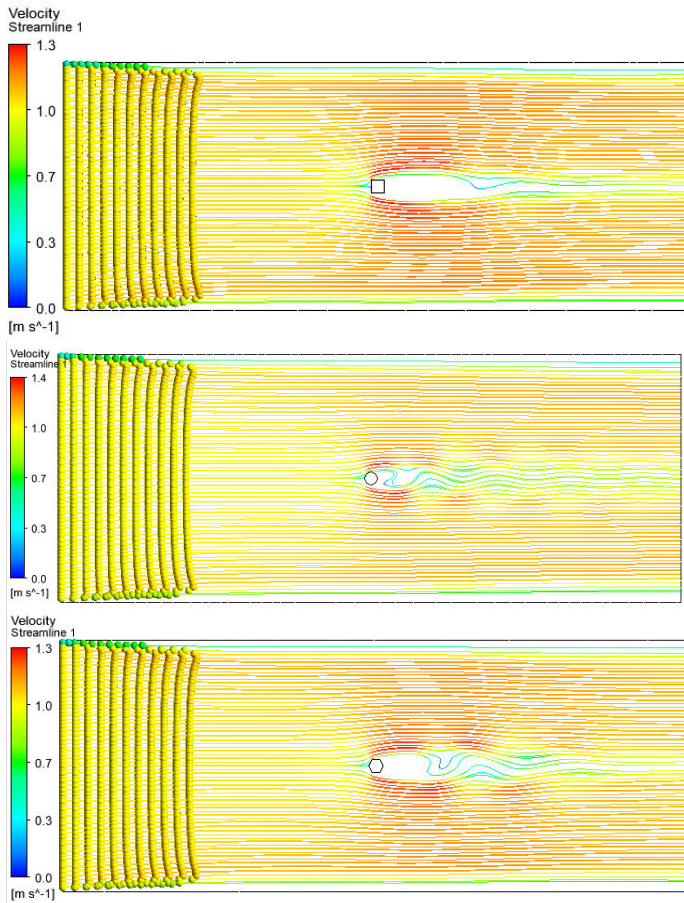 Velocity
Streamline 1
1.3
1.0
0.7
0.3
0.0
[m s^-1]
Velocity
Streamline 1
1.4
1.0
0.7
0.3
0.0
[m s^-1]
Velocity
Streamline 1
1.3
1.0
0.7
0.3
0.0
[m s^-1]